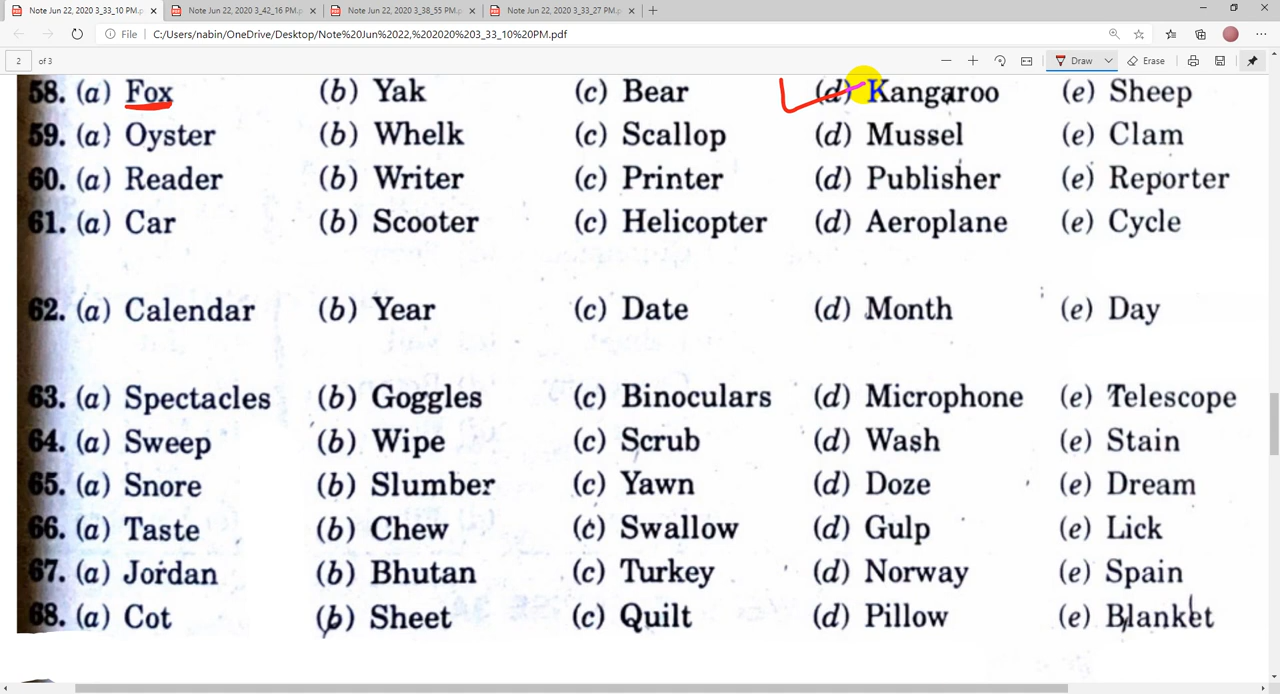 Note Jun 22, 2020 3_33_10 PM.p Note Jun 22, 2020 3_42_16 PM.p Note Jun 22, 2020 3_38_55 PM.p Note Jun 22, 2020 3_33_27 PM.p
File C:/Users/nabin/OneDrive/Desktop/Note%20Jun%2022,%202020%203_33_10%20PM.pdf
2 of 3 Draw Erase
58. (a) Fox (b) Yak (c) Bear (d) Kangaroo (e) Sheep
59. (a) Oyster (b) Whelk (c) Scallop (d) Mussel (e) Clam
60. (a) Reader (b) Writer (c) Printer (d) Publisher (e) Reporter
61. (a) Car (b) Scooter (c) Helicopter (d) Aeroplane (e) Cycle
62. (a) Calendar (b) Year (c) Date (d) Month (e) Day
63. (a) Spectacles (b) Goggles (c) Binoculars (d) Microphone (e) Telescope
64. (a) Sweep (b) Wipe (c) Scrub (d) Wash (e) Stain
65. (a) Snore (b) Slumber (c) Yawn (d) Doze (e) Dream
66. (a) Taste (b) Chew (c) Swallow (d) Gulp (e) Lick
67. (a) Jordan (b) Bhutan (c) Turkey (d) Norway (e) Spain
68. (a) Cot (b) Sheet (c) Quilt (d) Pillow (e) Blanket